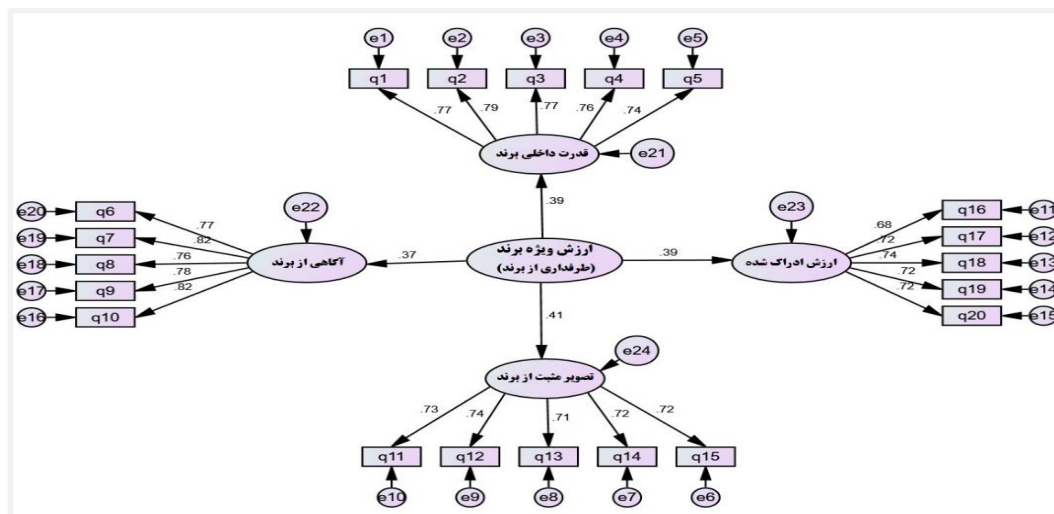 e1 e2 e3 e4 e5
q1 q2 q3 q4 q5
.77 .79 .77 .76 .74
قدرت داخلی برند
e21
.39
e20 q6
e19 q7
e18 q8
e17 q9
e16 q10
.77
.82
.76
.78
.82
e22
آگاهی از برند
.37
ارزش ویژه برند
(طرفداری از برند)
.39
e23
ارزش ادراک شده
.68
.72
.74
.72
.72
q16 e11
q17 e12
q18 e13
q19 e14
q20 e15
.41
e24
تصویر مثبت از برند
.73 .74 .71 .72 .72
q11 q12 q13 q14 q15
e10 e9 e8 e7 e6